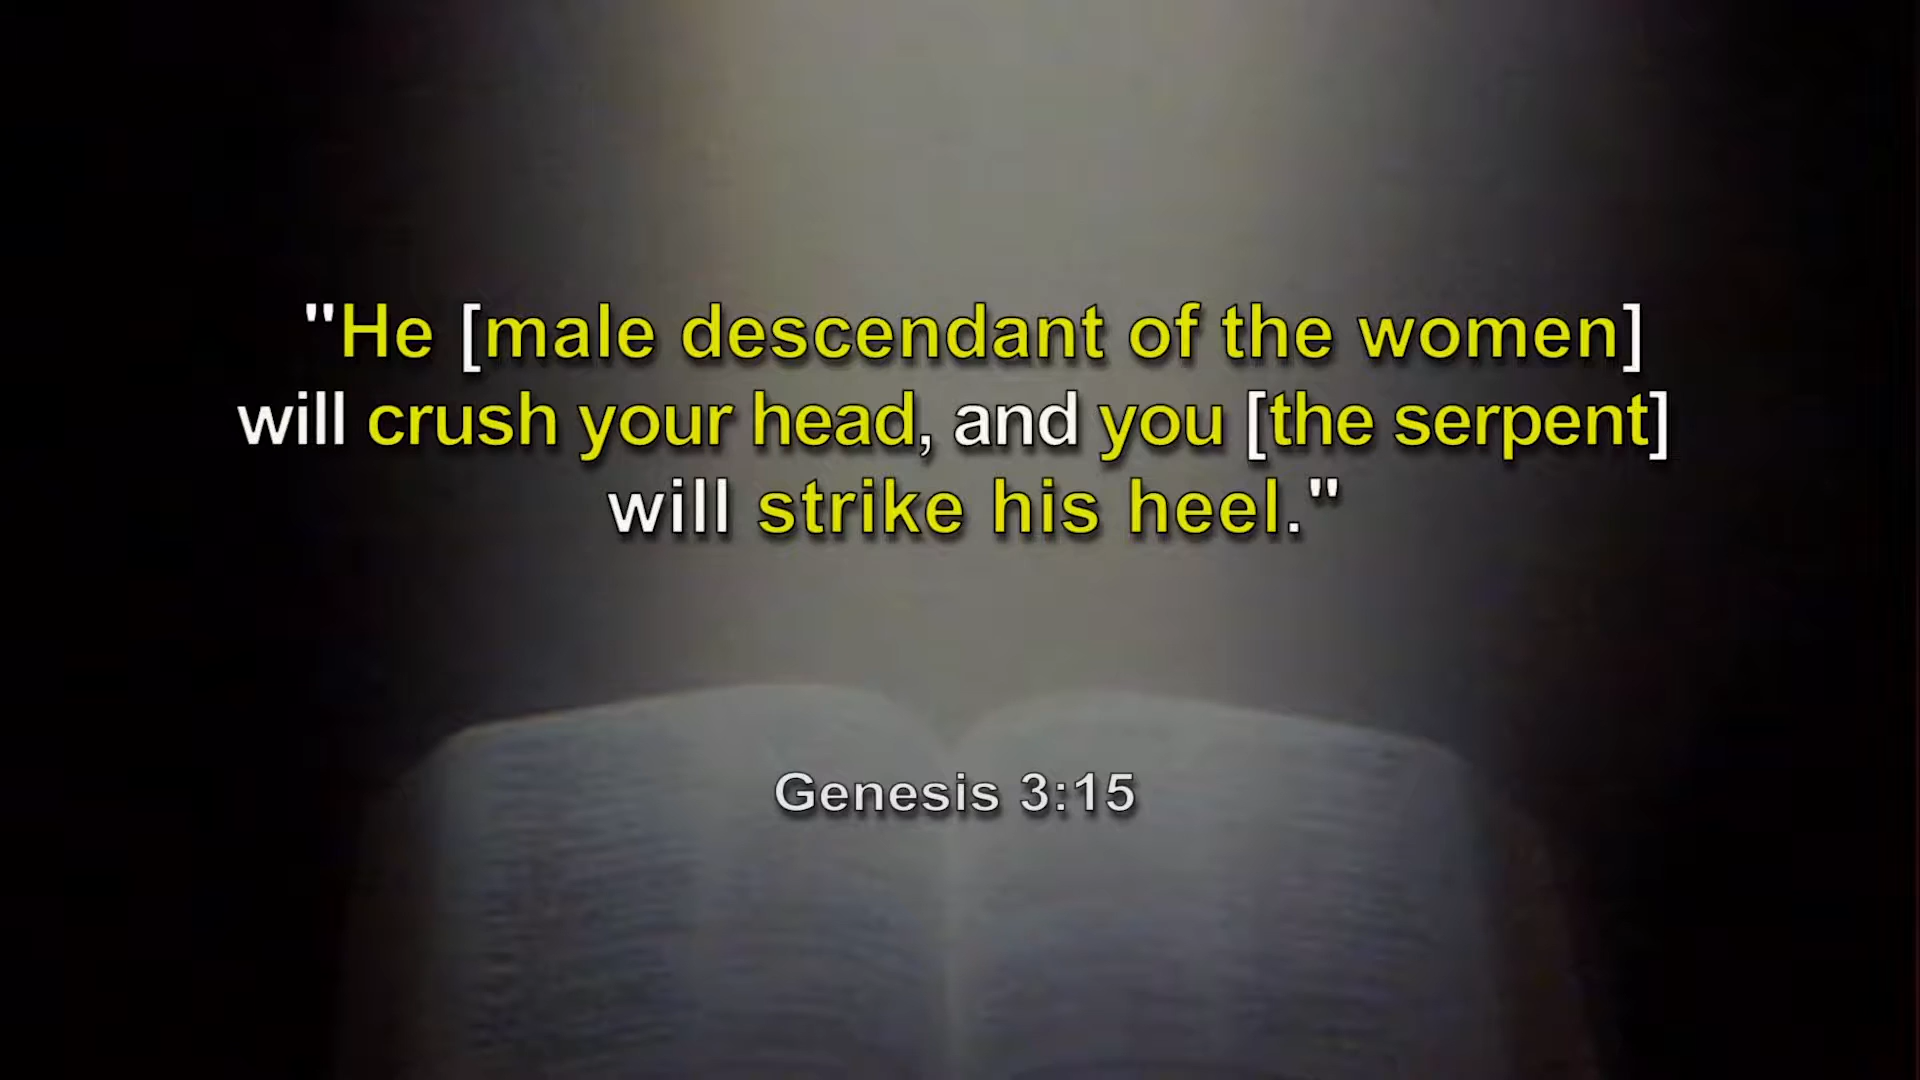 "He [male descendant of the women]
will crush your head, and you [the serpent]
will strike his heel."
Genesis 3:15